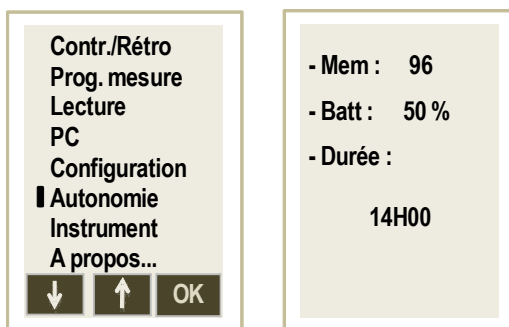 Contr./Rétro
Prog. mesure
Lecture
PC
Configuration
Autonomie
Instrument
A propos...
OK
- Mem : 96
- Batt : 50 %
- Durée :
14H00